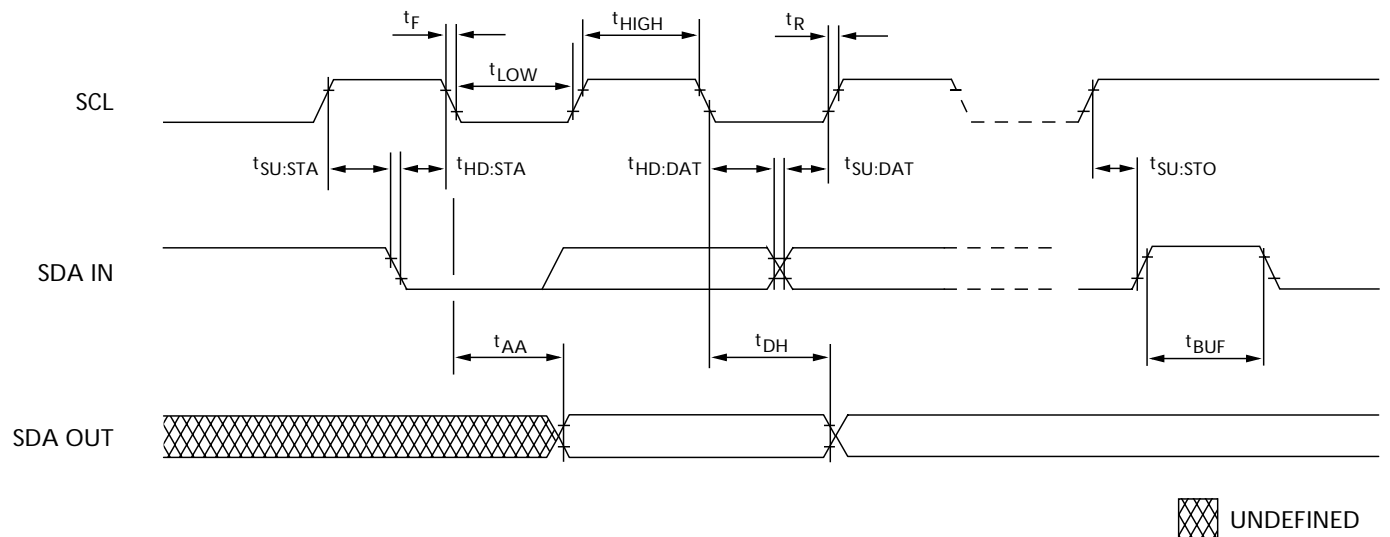 tF
tHIGH
tR
tLOW
SCL
tSU:STA
tHD:STA
tHD:DAT
tSU:DAT
tSU:STO
SDA IN
tAA
tDH
tBUF
SDA OUT
UNDEFINED